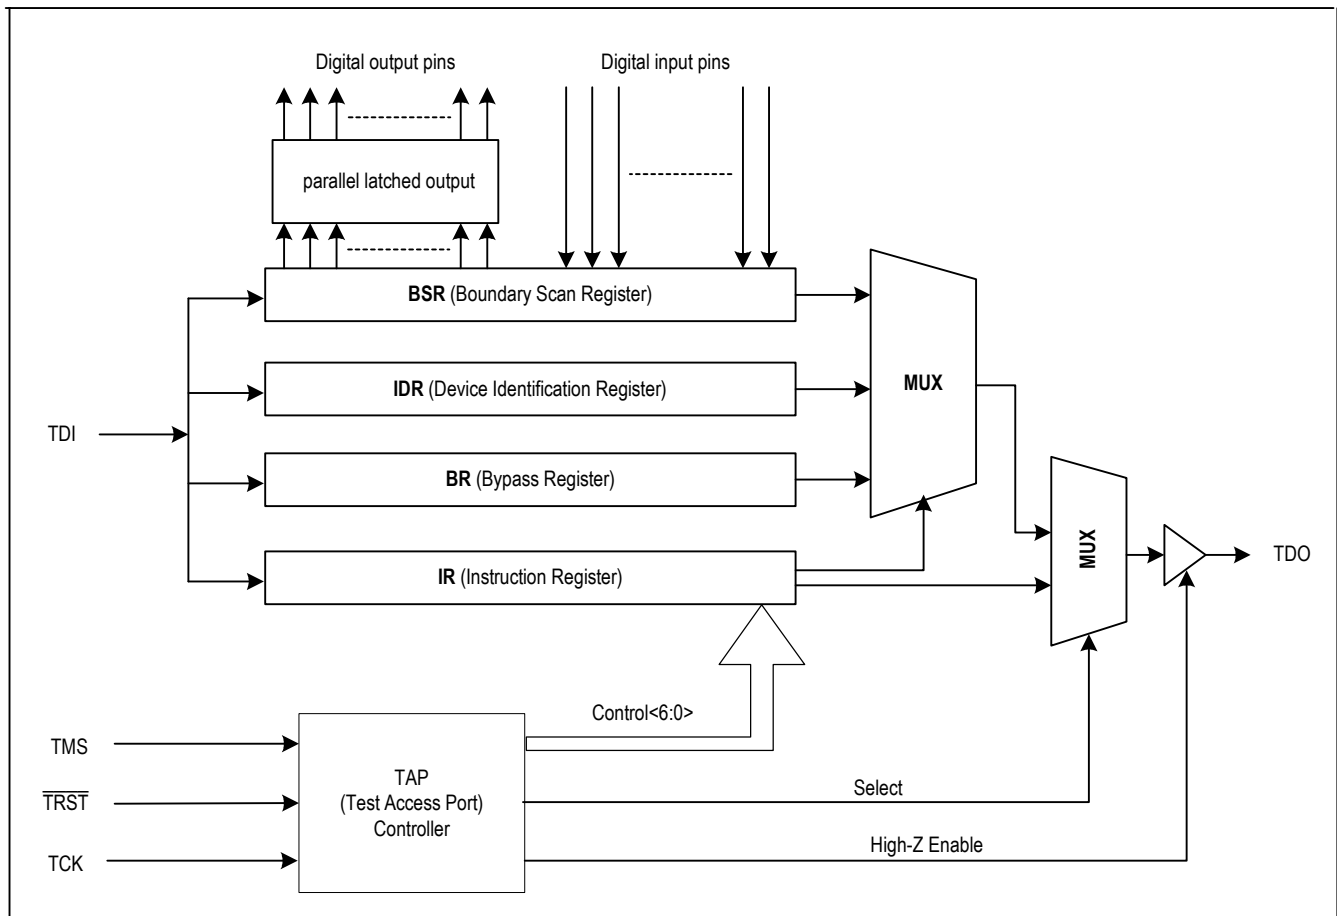 Digital output pins
Digital input pins
parallel latched output
BSR (Boundary Scan Register)
IDR (Device Identification Register)
MUX
TDI
BR (Bypass Register)
IR (Instruction Register)
MUX
TDO
Control<6:0>
TMS
TAP
(Test Access Port)
Controller
TRST
Select
TCK
High-Z Enable